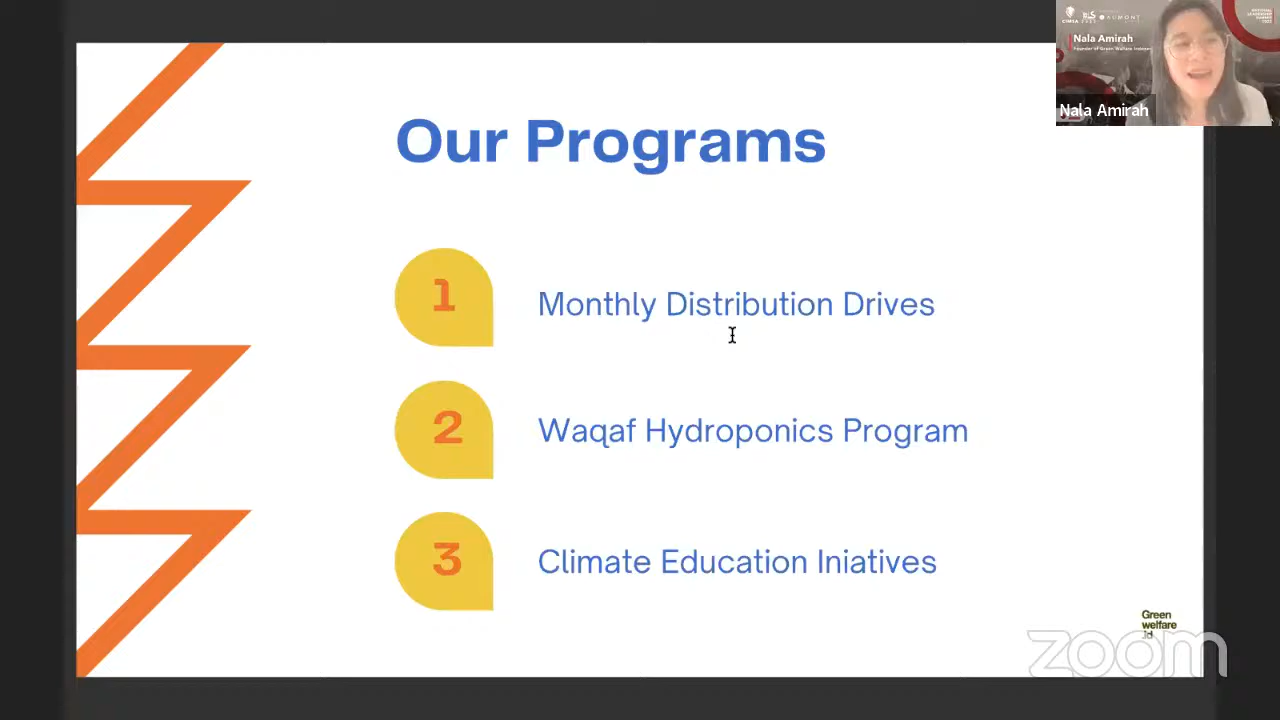 Our Programs
1
Monthly Distribution Drives
2
Waqaf Hydroponics Program
3
Climate Education Iniatives
Green
welfare
.id
zoom
Nala Amirah
Nala Amirah